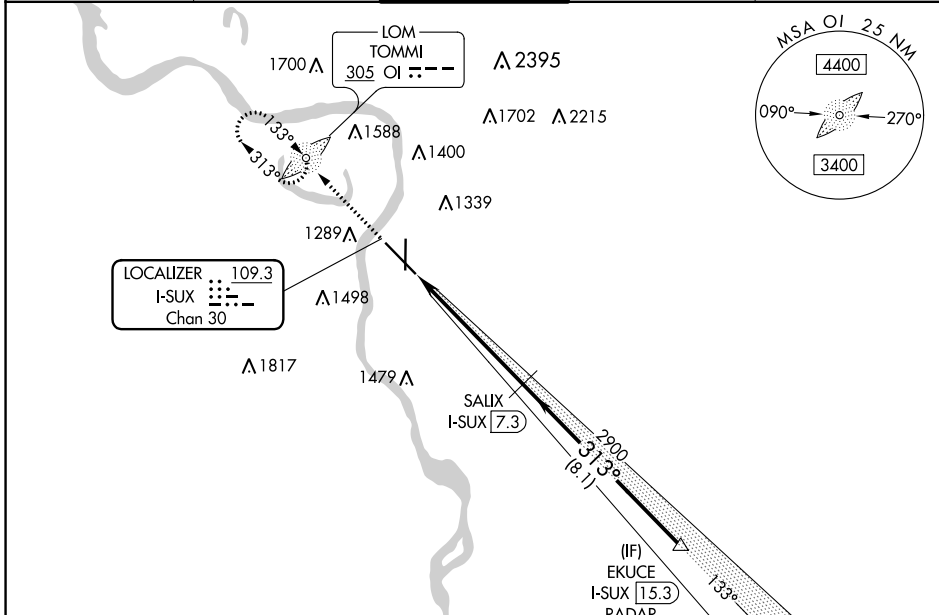 LOM
TOMMI
305 OI
1700
2395
1702
2215
1588
1400
1339
133°
313°
1289
LOCALIZER 109.3
I-SUX
Chan 30
1498
1817
1479
SALIX
I-SUX 7.3
2900
313°
(8.1)
(IF)
EKUCE
I-SUX 15.3
RADAR
133°
MSA OI 25 NM
4400
090°
270°
3400